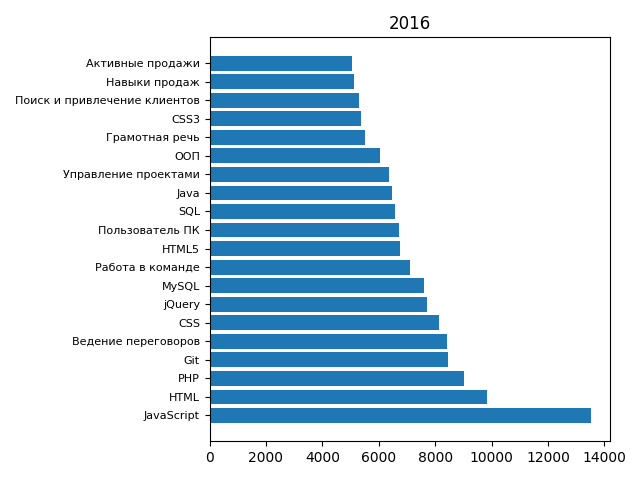 2016
Активные продажи
Навыки продаж
Поиск и привлечение клиентов
CSS3
Грамотная речь
ООП
Управление проектами
Java
SQL
Пользователь ПК
HTML5
Работа в команде
MySQL
jQuery
CSS
Ведение переговоров
Git
PHP
HTML
JavaScript
0 2000 4000 6000 8000 10000 12000 14000